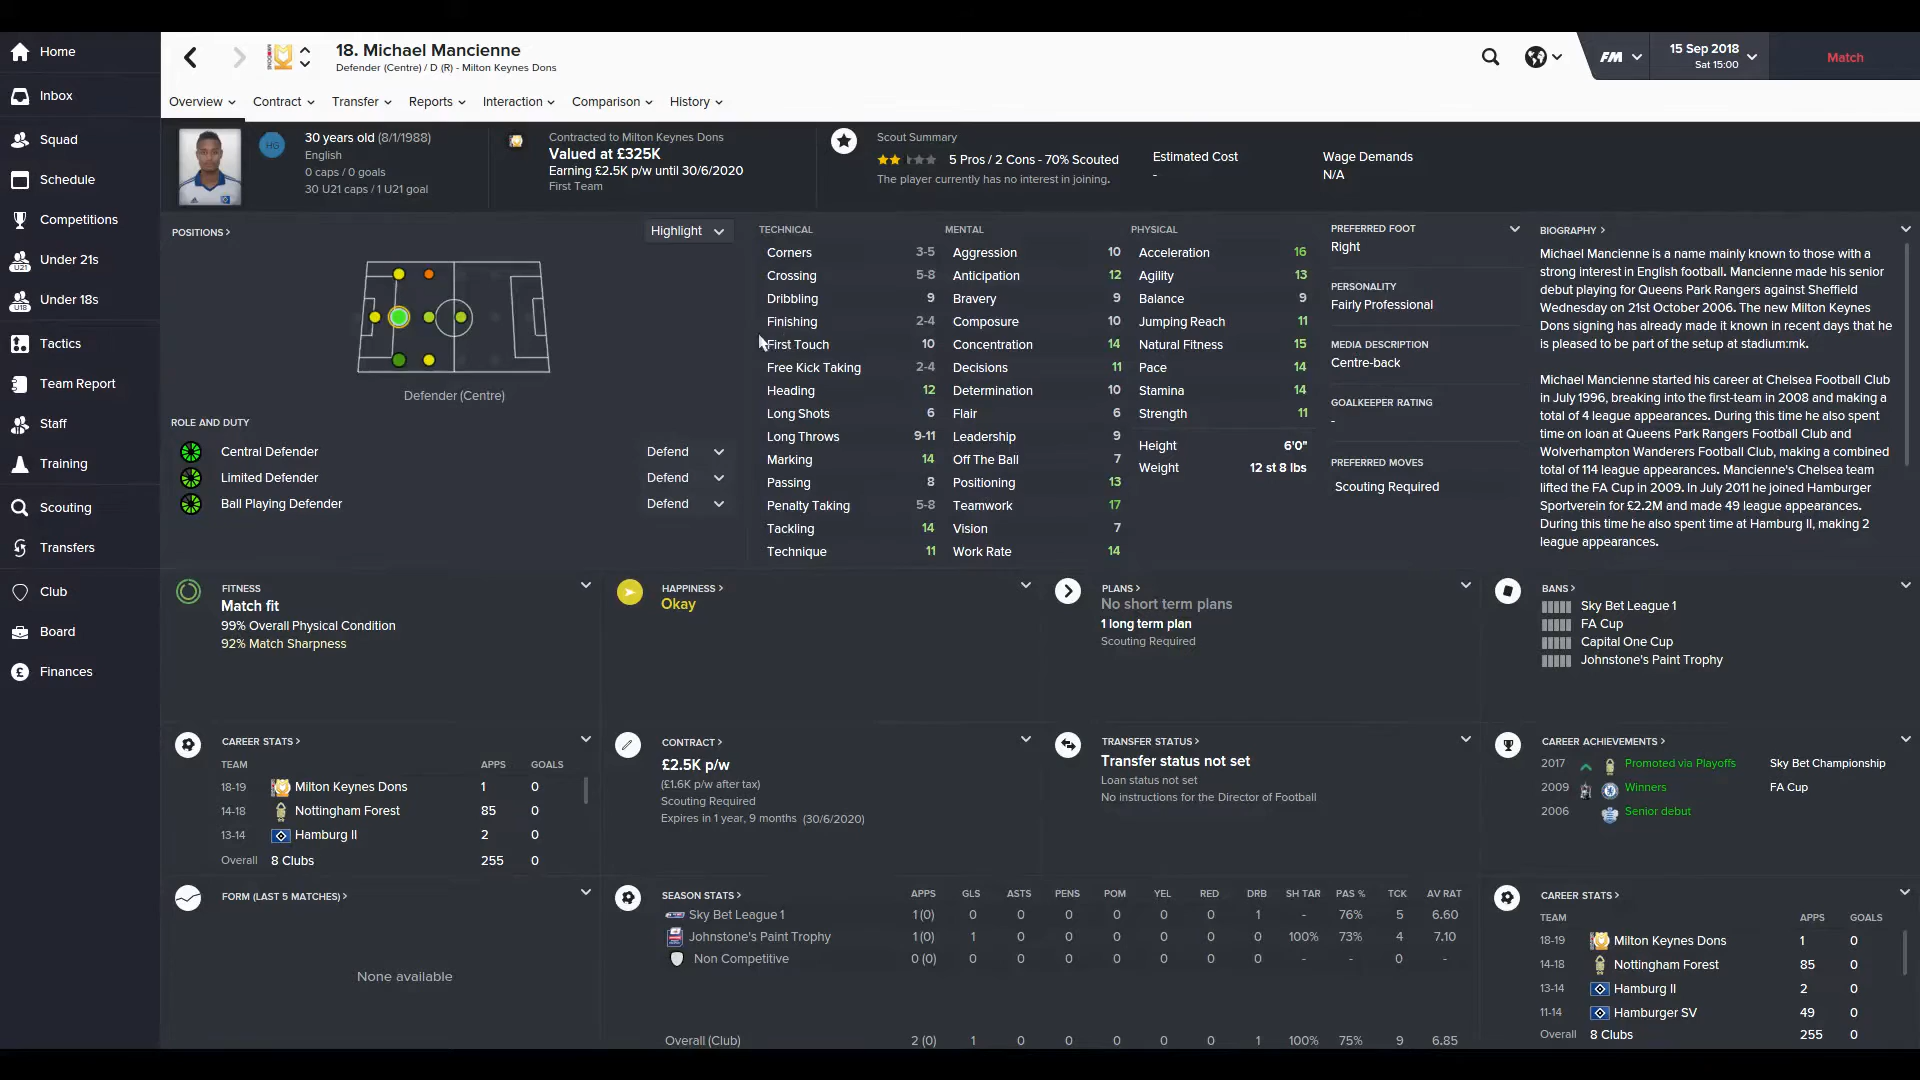 Home
Inbox
Squad
Schedule
Competitions
U21
Under 21s
U18
Under 18s
Tactics
Team Report
Staff
Training
Scouting
Transfers
Club
Board
£
Finances
18. Michael Mancienne
Defender (Centre) / D (R) - Milton Keynes Dons
FM
15 Sep 2018
Sat 15:00
Match
Overview
Contract
Transfer
Reports
Interaction
Comparison
History
HG
30 years old (8/1/1988)
English
0 caps / 0 goals
30 U21 caps / 1 U21 goal
Contracted to Milton Keynes Dons
Valued at £325K
Earning £2.5K p/w until 30/6/2020
First Team
Scout Summary
5 Pros / 2 Cons - 70% Scouted
The player currently has no interest in joining.
Estimated Cost
-
Wage Demands
N/A
POSITIONS >
Highlight
Defender (Centre)
ROLE AND DUTY
Central Defender Defend
Limited Defender Defend
Ball Playing Defender Defend
TECHNICAL
Corners 3-5
Crossing 5-8
Dribbling 9
Finishing 2-4
First Touch 10
Free Kick Taking 2-4
Heading 12
Long Shots 6
Long Throws 9-11
Marking 14
Passing 8
Penalty Taking 5-8
Tackling 14
Technique 11
MENTAL
Aggression 10
Anticipation 12
Bravery 9
Composure 10
Concentration 14
Decisions 11
Determination 10
Flair 6
Leadership 9
Off The Ball 7
Positioning 13
Teamwork 17
Vision 7
Work Rate 14
PHYSICAL
Acceleration 16
Agility 13
Balance 9
Jumping Reach 11
Natural Fitness 15
Pace 14
Stamina 14
Strength 11
Height 6'0"
Weight 12 st 8 lbs
PREFERRED FOOT
Right
PERSONALITY
Fairly Professional
MEDIA DESCRIPTION
Centre-back
GOALKEEPER RATING
-
PREFERRED MOVES
Scouting Required
BIOGRAPHY >
Michael Mancienne is a name mainly known to those with a
strong interest in English football. Mancienne made his senior
debut playing for Queens Park Rangers against Sheffield
Wednesday on 21st October 2006. The new Milton Keynes
Dons signing has already made it known in recent days that he
is pleased to be part of the setup at stadium:mk.
Michael Mancienne started his career at Chelsea Football Club
in July 1996, breaking into the first-team in 2008 and making a
total of 4 league appearances. During this time he also spent
time on loan at Queens Park Rangers Football Club and
Wolverhampton Wanderers Football Club, making a combined
total of 114 league appearances. Mancienne's Chelsea team
lifted the FA Cup in 2009. In July 2011 he joined Hamburger
Sportverein for £2.2M and made 49 league appearances.
During this time he also spent time at Hamburg II, making 2
league appearances.
FITNESS
Match fit
99% Overall Physical Condition
92% Match Sharpness
HAPPINESS >
Okay
PLANS >
No short term plans
1 long term plan
Scouting Required
BANS >
Sky Bet League 1
FA Cup
Capital One Cup
Johnstone's Paint Trophy
CAREER STATS >
TEAM APPS GOALS
18-19 Milton Keynes Dons 1 0
14-18 Nottingham Forest 85 0
13-14 Hamburg II 2 0
Overall 8 Clubs 255 0
CONTRACT >
£2.5K p/w
(£1.6K p/w after tax)
Scouting Required
Expires in 1 year, 9 months (30/6/2020)
TRANSFER STATUS >
Transfer status not set
Loan status not set
No instructions for the Director of Football
CAREER ACHIEVEMENTS >
2017 Promoted via Playoffs Sky Bet Championship
2009 Winners FA Cup
2006 Senior debut
FORM (LAST 5 MATCHES) >
None available
SEASON STATS > APPS GLS ASTS PENS POM YEL RED DRB SH TAR PAS % TCK AV RAT
Sky Bet League 1 1 (0) 0 0 0 0 0 0 1 - 76% 5 6.60
Johnstone's Paint Trophy 1 (0) 1 0 0 0 0 0 0 100% 73% 4 7.10
Non Competitive 0 (0) 0 0 0 0 0 0 0 - - 0 -
Overall (Club) 2 (0) 1 0 0 0 0 0 1 100% 75% 9 6.85
CAREER STATS >
TEAM APPS GOALS
18-19 Milton Keynes Dons 1 0
14-18 Nottingham Forest 85 0
13-14 Hamburg II 2 0
11-14 Hamburger SV 49 0
Overall 8 Clubs 255 0